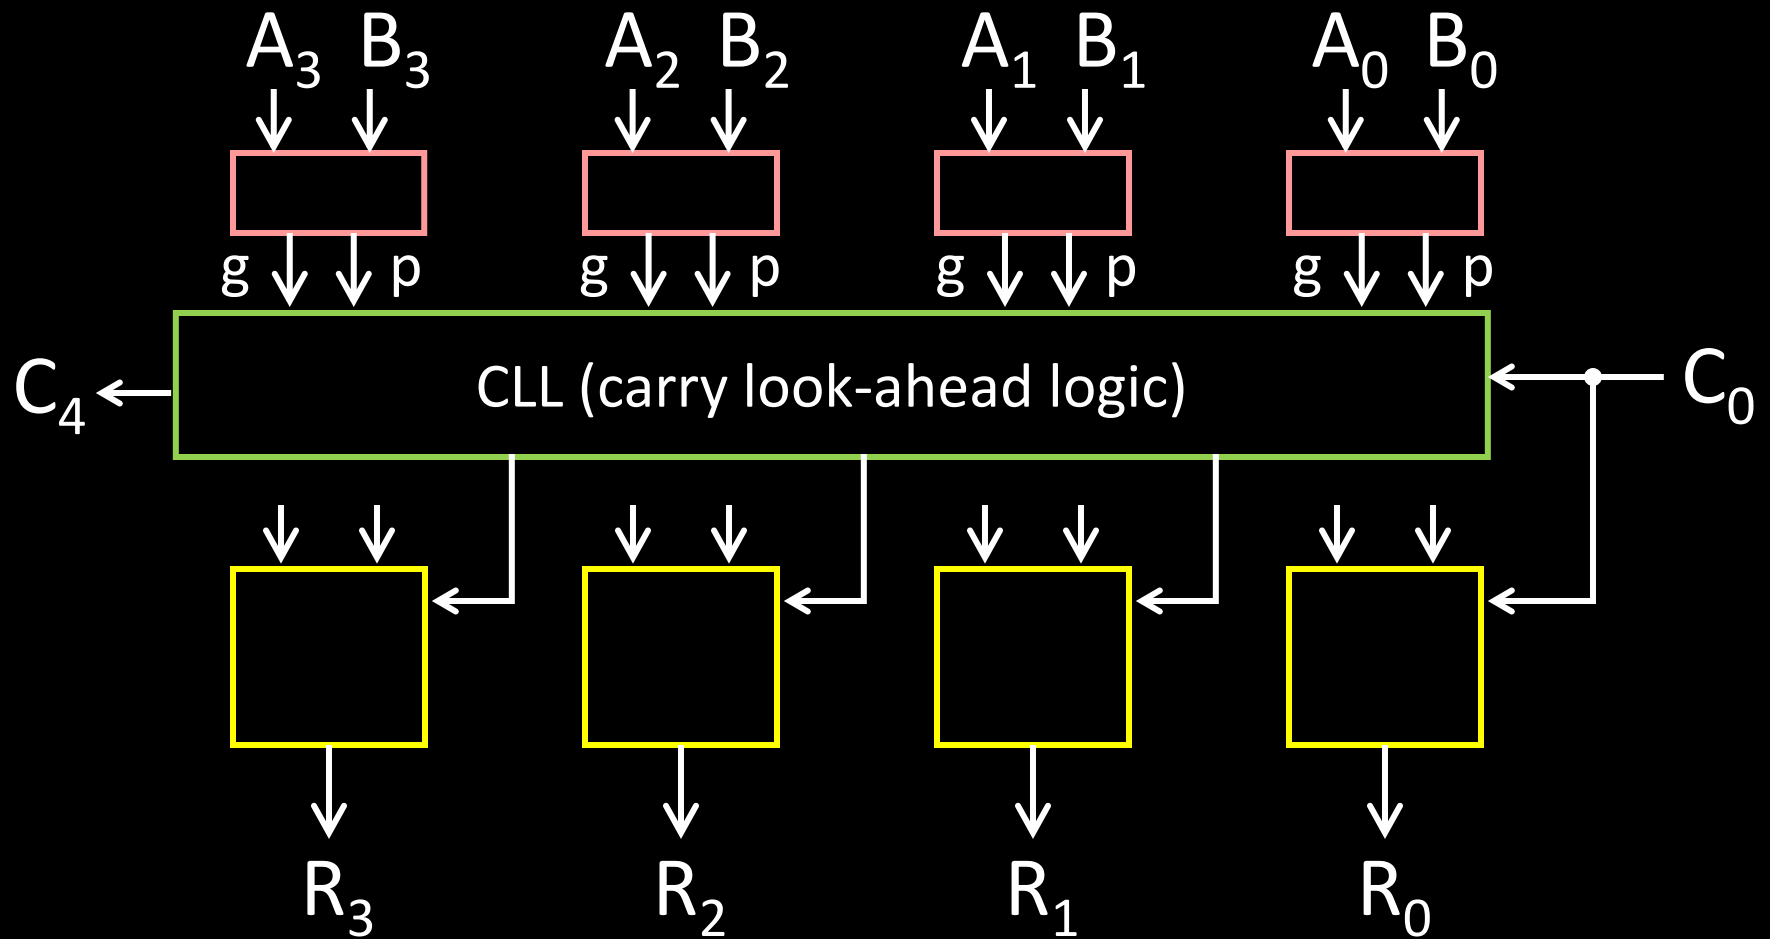 A3 B3 A2 B2 A1 B1 A0 B0
g p g p g p g p
C4 CLL (carry look-ahead logic) C0
R3 R2 R1 R0